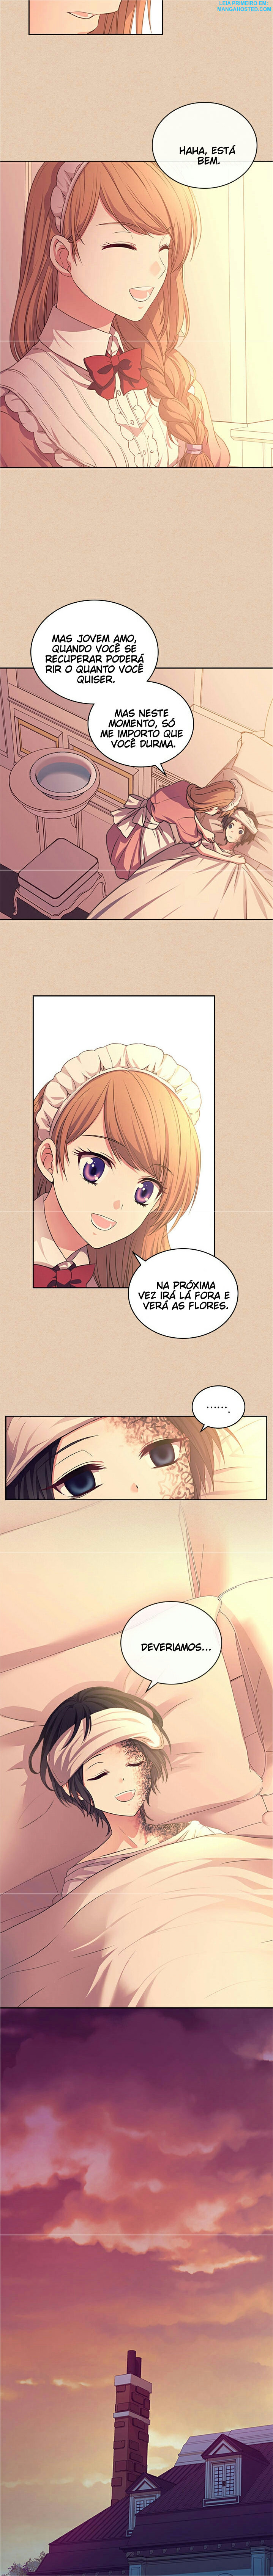 LEIA PRIMEIRO EM:
MANGAHOSTED.COM
HAHA, ESTÁ
BEM.
MAS JOVEM AMO,
QUANDO VOCÊ SE
RECUPERAR PODERÁ
RIR O QUANTO VOCÊ
QUISER.
MAS NESTE
MOMENTO, SÓ
ME IMPORTO QUE
VOCÊ DURMA.
NA PRÓXIMA
VEZ IRÁ LÁ FORA E
VERÁ AS FLORES.
.......
DEVERIAMOS...